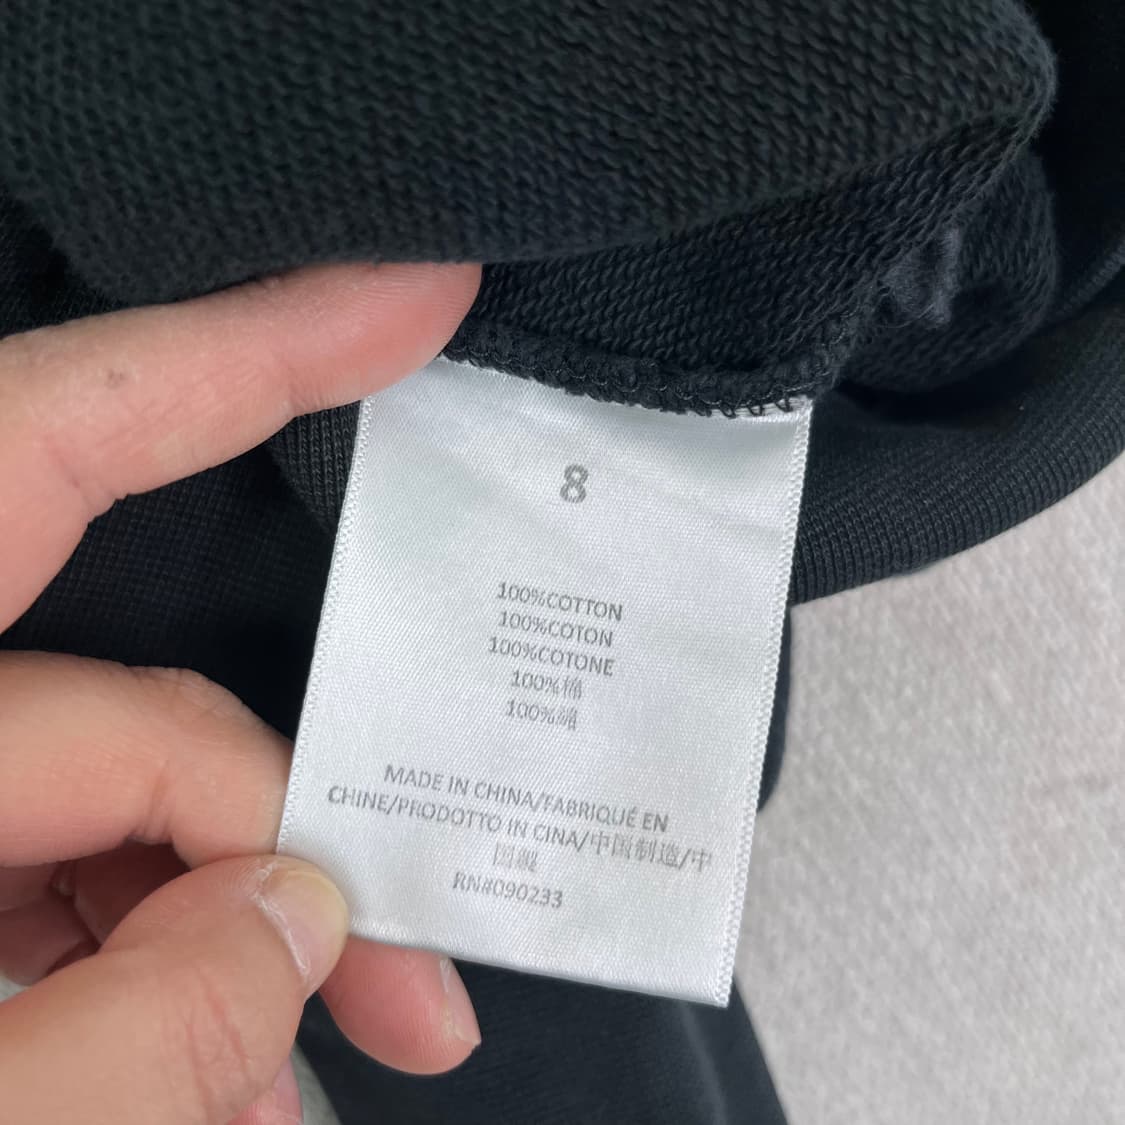 8
100%COTTON
100%COTON
100%COTONE
100%棉
100%綿
MADE IN CHINA/FABRIQUÉ EN
CHINE/PRODOTTO IN CINA/中国制造/中
国製
RN#090233